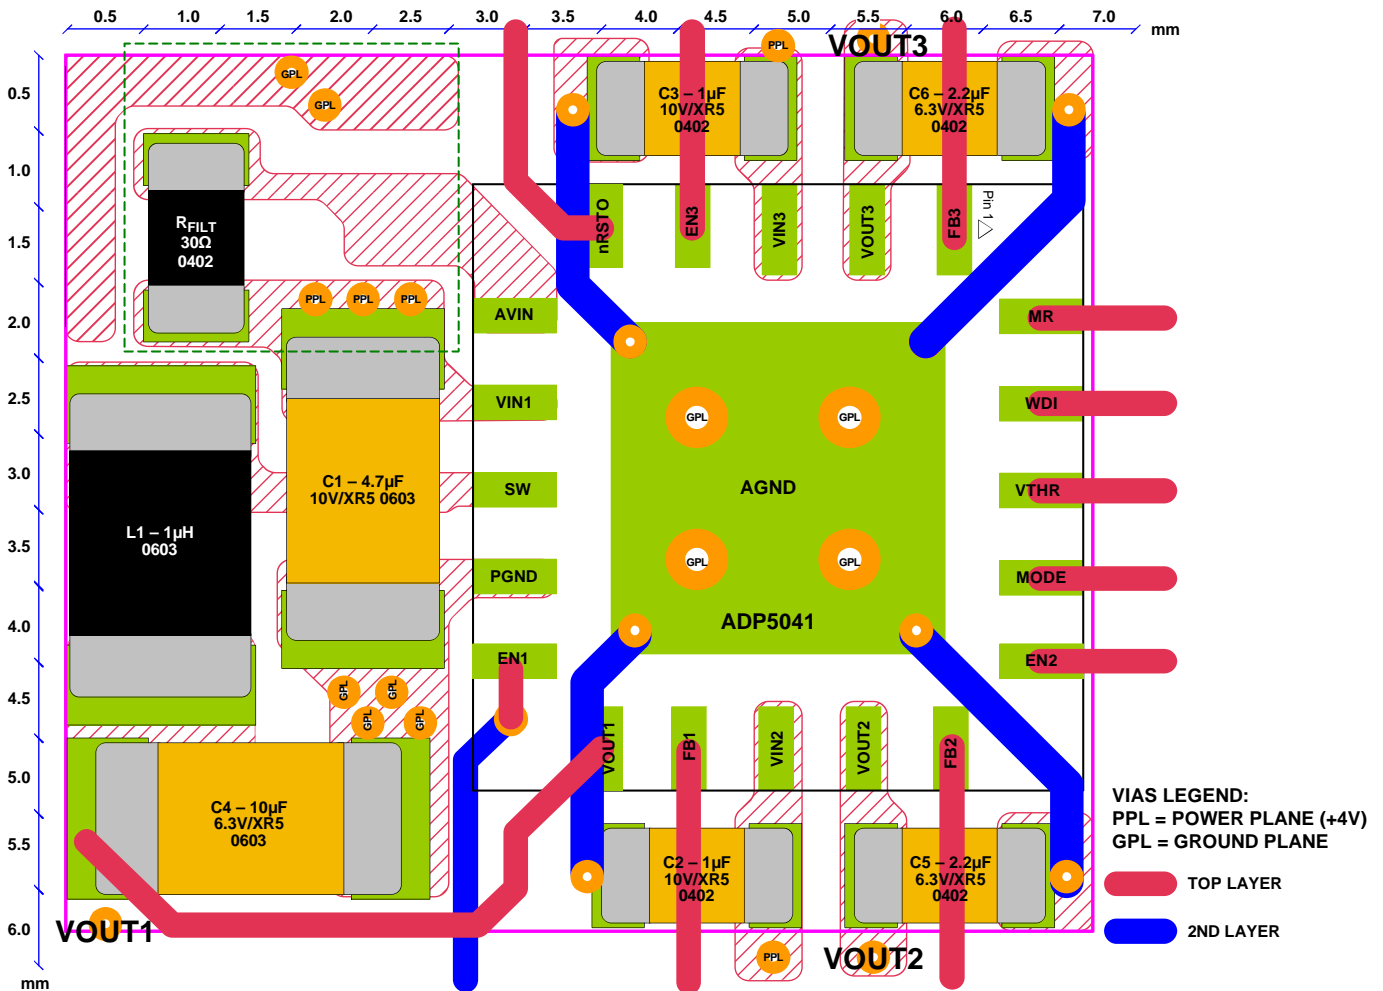 0.5 1.0 1.5 2.0 2.5 3.0 3.5 4.0 4.5 5.0 5.5 6.0 6.5 7.0
mm
0.5
1.0
1.5
2.0
2.5
3.0
3.5
4.0
4.5
5.0
5.5
6.0
mm
GPL
GPL
PPL
VOUT3
C3 – 1µF
10V/XR5
0402
C6 – 2.2µF
6.3V/XR5
0402
RFILT
30Ω
0402
nRSTO
EN3
VIN3
VOUT3
FB3
Pin 1
PPL
PPL
PPL
AVIN
MR
VIN1
GPL
GPL
WDI
C1 – 4.7µF
10V/XR5 0603
SW
AGND
VTHR
L1 – 1µH
0603
PGND
GPL
GPL
MODE
ADP5041
EN1
EN2
GPL
GPL
GPL
GPL
VOUT1
FB1
VIN2
VOUT2
FB2
C4 – 10µF
6.3V/XR5
0603
C2 – 1µF
10V/XR5
0402
C5 – 2.2µF
6.3V/XR5
0402
VOUT1
PPL
VOUT2
VIAS LEGEND:
PPL = POWER PLANE (+4V)
GPL = GROUND PLANE
TOP LAYER
2ND LAYER